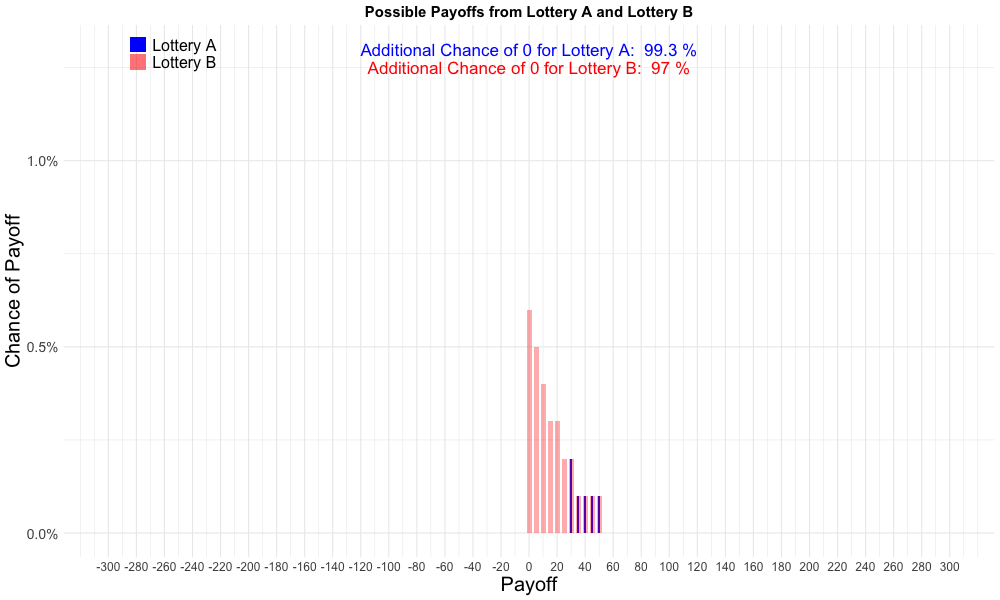 Possible Payoffs from Lottery A and Lottery B
Lottery A
Lottery B
Additional Chance of 0 for Lottery A:  99.3 %
Additional Chance of 0 for Lottery B:  97 %
Chance of Payoff
1.0%
0.5%
0.0%
-300 -280 -260 -240 -220 -200 -180 -160 -140 -120 -100 -80 -60 -40 -20 0 20 40 60 80 100 120 140 160 180 200 220 240 260 280 300
Payoff